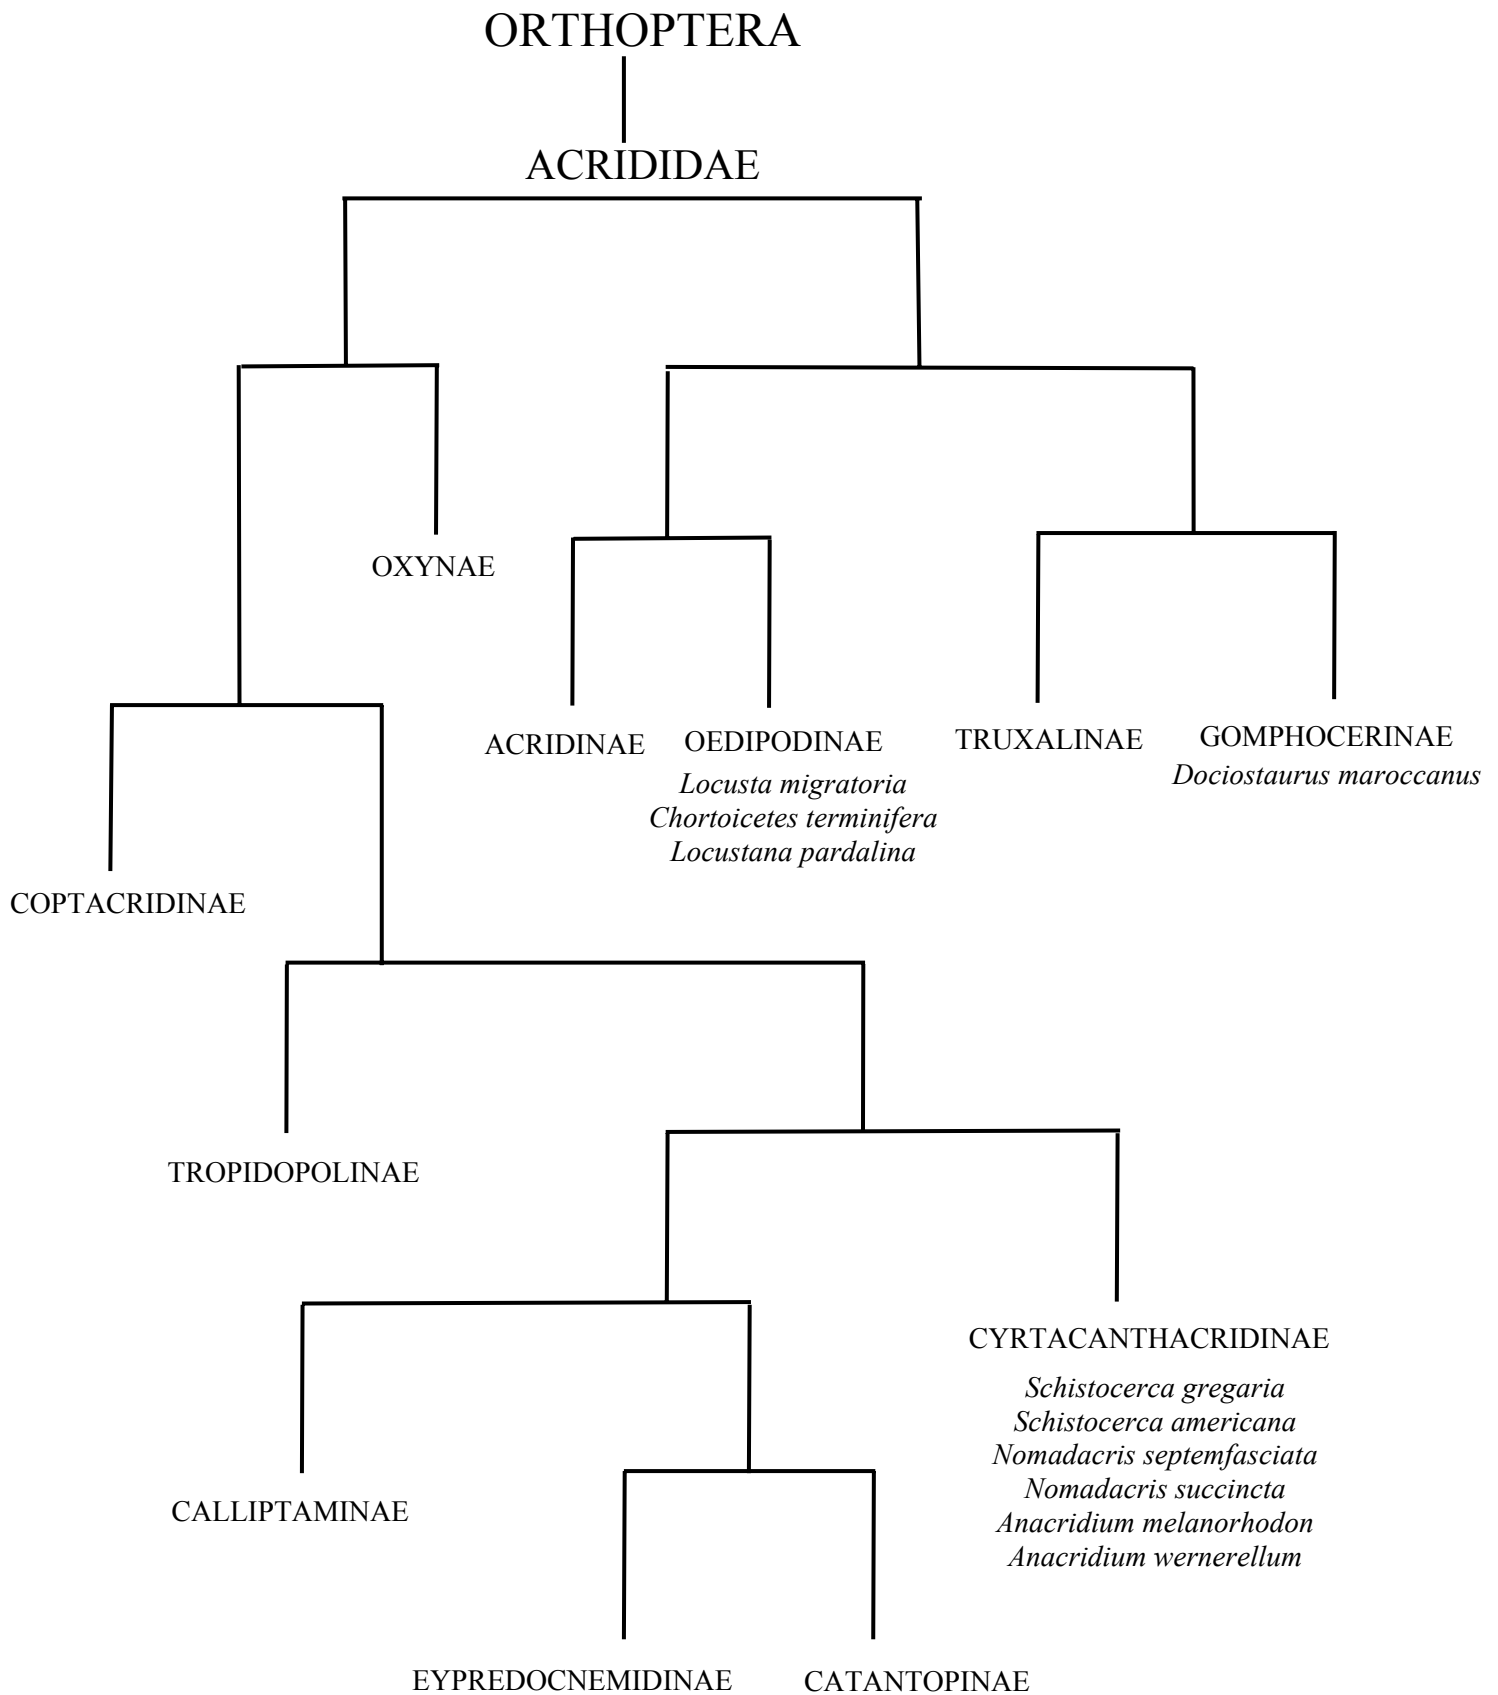 ORTHOPTERA
ACRIDIDAE
OXYNAE
ACRIDINAE
OEDIPODINAE
Locusta migratoria
Chortoicetes terminifera
Locustana pardalina
TRUXALINAE
GOMPHOCERINAE
Dociostaurus maroccanus
COPTACRIDINAE
TROPIDOPOLINAE
CYRTACANTHACRIDINAE
Schistocerca gregaria
Schistocerca americana
Nomadacris septemfasciata
Nomadacris succincta
Anacridium melanorhodon
Anacridium wernerellum
CALLIPTAMINAE
EYPREDOCNEMIDINAE
CATANTOPINAE